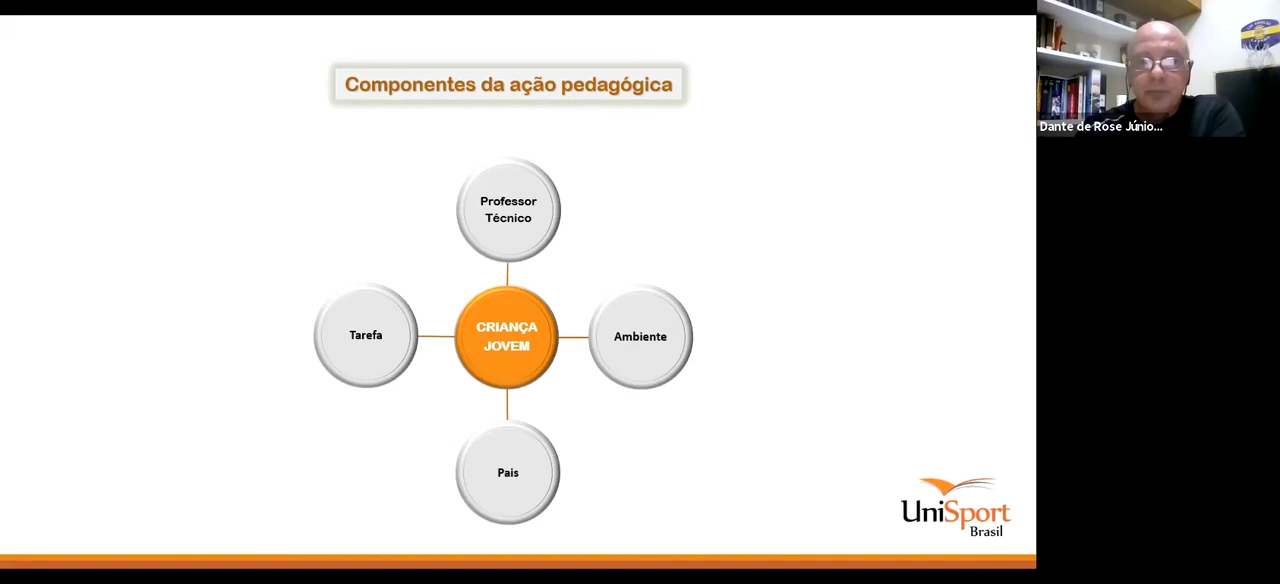 Componentes da ação pedagógica
Professor
Técnico
Tarefa
CRIANÇA
JOVEM
Ambiente
Pais
UniSport
Brasil
Dante de Rose Júnio...